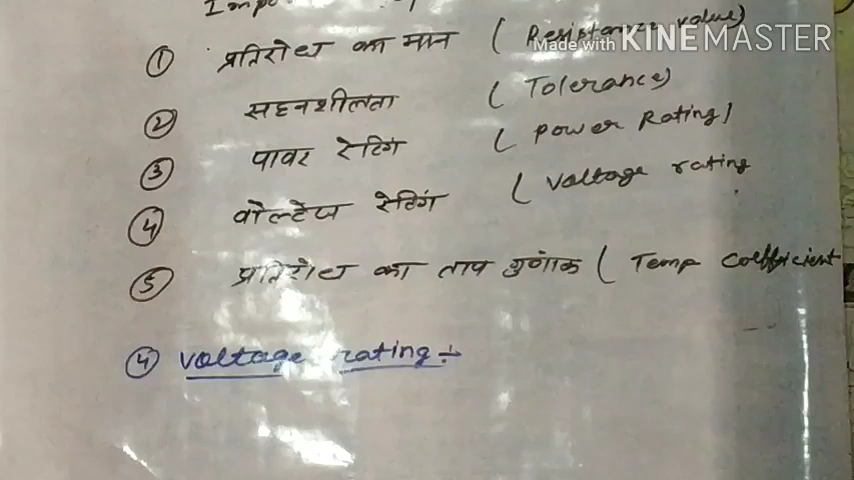 ① प्रतिरोध का मान ( Resistance value)
Made with KINEMASTER
② सहनशीलता ( Tolerance)
③ पावर रेटिंग ( Power Rating)
④ वोल्टेज रेटिंग ( Voltage rating
⑤ प्रतिरोध का ताप गुणांक ( Temp coefficient
④ Voltage rating ÷